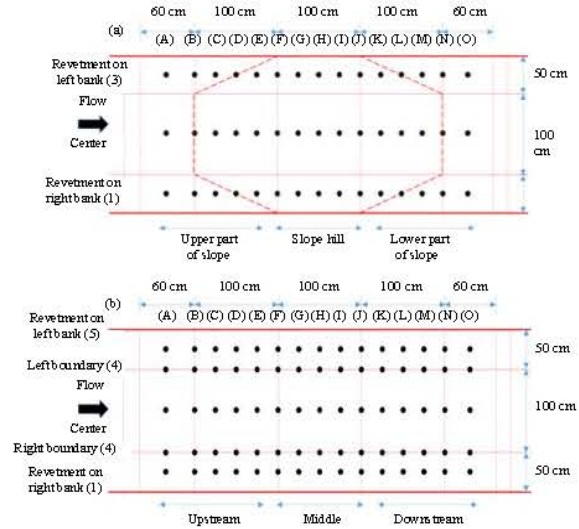 60 cm 100 cm 100 cm 100 cm 60 cm
(a)
(A) (B) (C) (D) (E) (F) (G) (H) (I) (J) (K) (L) (M) (N) (O)
Revetment on
left bank (3)
50 cm
Flow
Center
100
cm
Revetment on
right bank (1)
Upper part
of slope
Slope hill
Lower part
of slope
60 cm 100 cm 100 cm 100 cm 60 cm
(b)
(A) (B) (C) (D) (E) (F) (G) (H) (I) (J) (K) (L) (M) (N) (O)
Revetment on
left bank (5)
50 cm
Left boundary (4)
Flow
Center
100 cm
Right boundary (4)
Revetment on
right bank (1)
50 cm
Upstream Middle Downstream